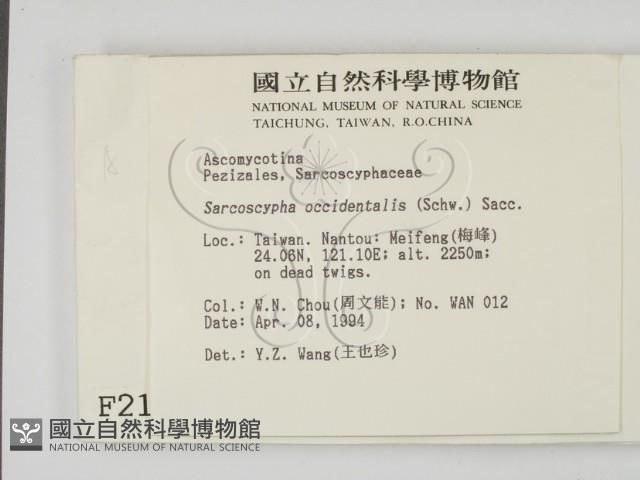 國立自然科學博物館
NATIONAL MUSEUM OF NATURAL SCIENCE
TAICHUNG, TAIWAN, R.O.CHINA
Ascomycotina
Pezizales, Sarcoscyphaceae
Sarcoscypha occidentalis (Schw.) Sacc.
Loc.: Taiwan. Nantou: Meifeng(梅峰)
24.06N, 121.10E; alt. 2250m;
on dead twigs.
Col.: W.N. Chou(周文能); No. WAN 012
Date: Apr. 08, 1994
Det.: Y.Z. Wang(王也珍)
F21
國立自然科學博物館
NATIONAL MUSEUM OF NATURAL SCIENCE